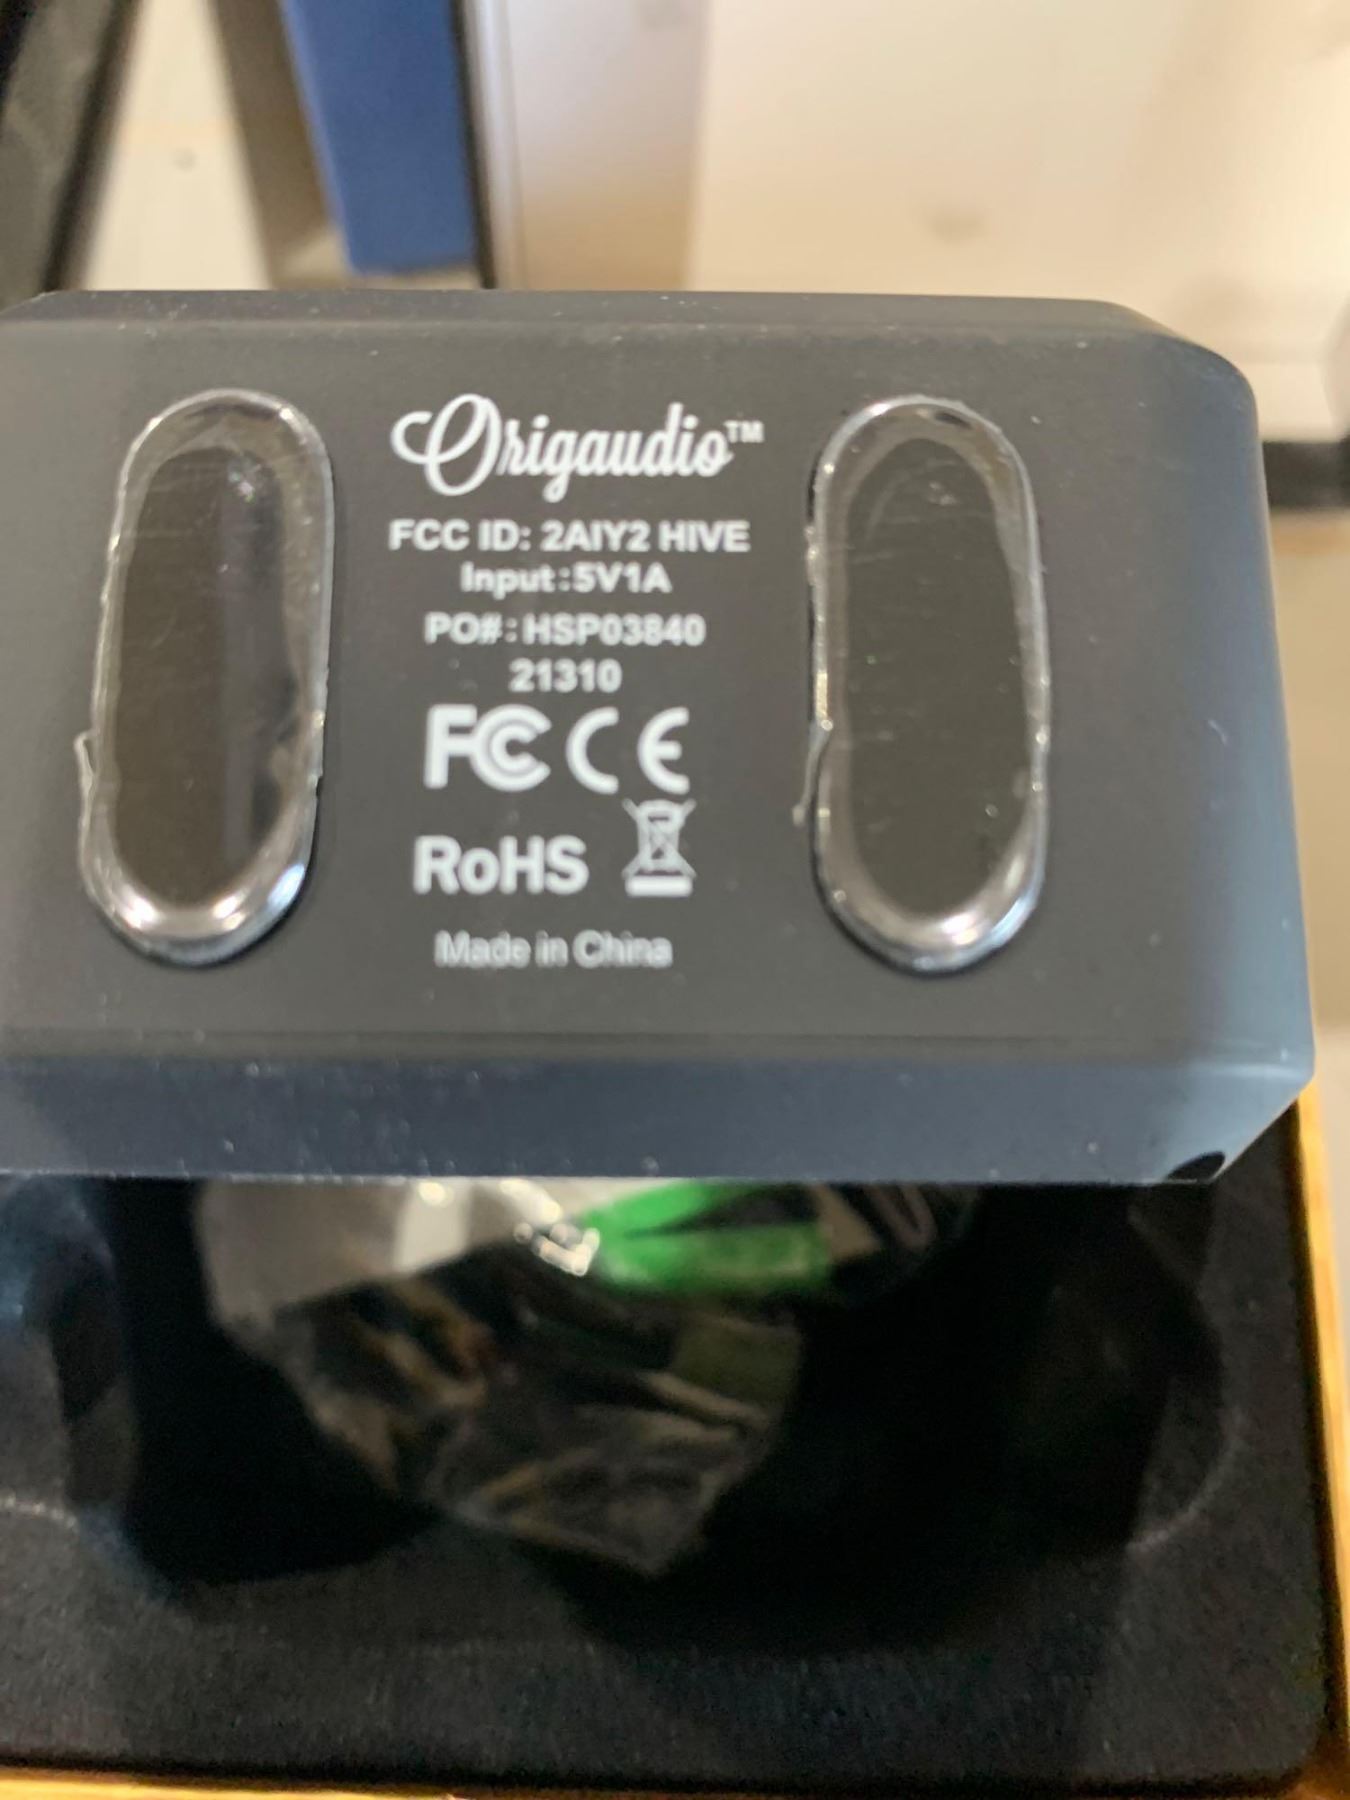 Origaudio™
FCC ID: 2AIY2 HIVE
Input:5V1A
PO#:HSP03840
21310
FC CE
RoHS
Made in China